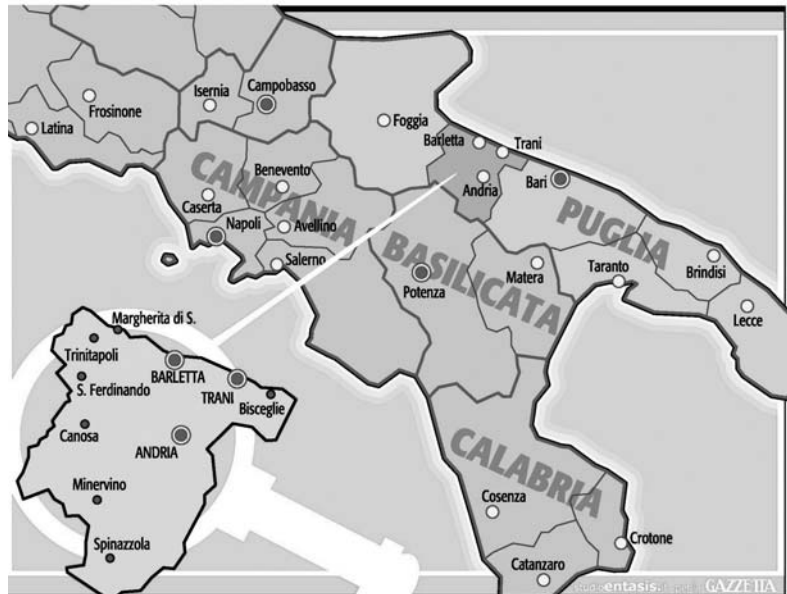 Isernia
Campobasso
Frosinone
Latina
Foggia
Barletta
Trani
Andria
Bari
Benevento
Caserta
Napoli
Avellino
Salerno
CAMPANIA
BASILICATA
PUGLIA
Potenza
Matera
Taranto
Brindisi
Lecce
Margherita di S.
Trinitapoli
BARLETTA
S. Ferdinando
TRANI
Bisceglie
Canosa
ANDRIA
Minervino
Spinazzola
CALABRIA
Cosenza
Crotone
Catanzaro
studioentasis.
GAZZETTA